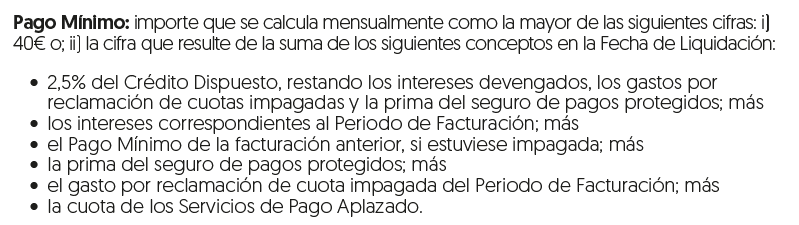 Pago Mínimo: importe que se calcula mensualmente como la mayor de las siguientes cifras: i)
40€ o; ii) la cifra que resulte de la suma de los siguientes conceptos en la Fecha de Liquidación:
• 2,5% del Crédito Dispuesto, restando los intereses devengados, los gastos por
reclamación de cuotas impagadas y la prima del seguro de pagos protegidos; más
• los intereses correspondientes al Periodo de Facturación; más
• el Pago Mínimo de la facturación anterior, si estuviese impagada; más
• la prima del seguro de pagos protegidos; más
• el gasto por reclamación de cuota impagada del Periodo de Facturación; más
• la cuota de los Servicios de Pago Aplazado.